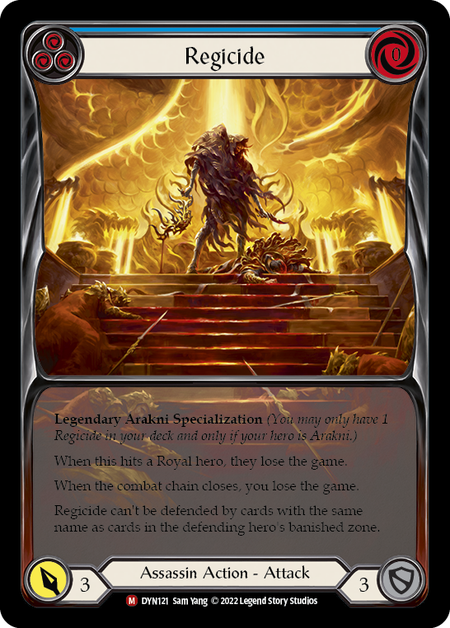 Regicide
0
Legendary Arakni Specialization (You may only have 1
Regicide in your deck and only if your hero is Arakni.)
When this hits a Royal hero, they lose the game.
When the combat chain closes, you lose the game.
Regicide can't be defended by cards with the same
name as cards in the defending hero's banished zone.
3
Assassin Action - Attack
3
M DYN121 Sam Yang © 2022 Legend Story Studios